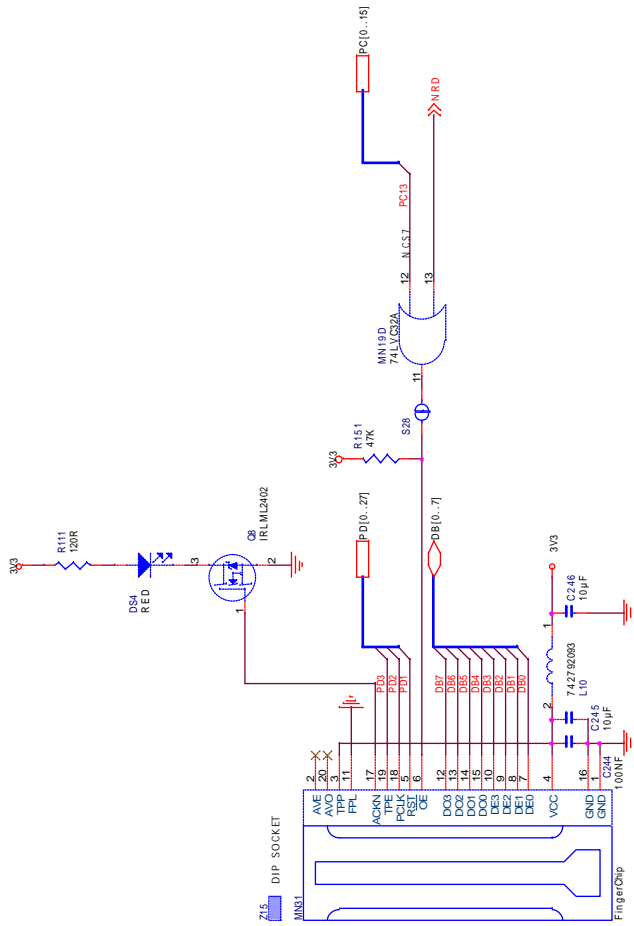 PC[0..15]
NRD
PC13
NCS7
12
13
MN19D
74LVC32A
11
S28
R151
47K
3V3
3V3
R111
120R
DS4
RED
3
Q8
IRLML2402
2
1
PD[0..27]
DB[0..7]
PD3
PD2
PD1
DB7
DB6
DB5
DB4
DB3
DB2
DB1
DB0
3V3
C246
10µF
1
742792093
L10
2
C245
10µF
C244
100NF
2
20
3
11
17
19
18
5
6
12
13
14
15
10
9
8
7
4
16
1
AVE
AVO
TPP
FPL
ACKN
TPE
PCLK
RST
OE
DO3
DO2
DO1
DO0
DE3
DE2
DE1
DE0
VCC
GND
GND
Z15
DIP SOCKET
MN31
FingerChip